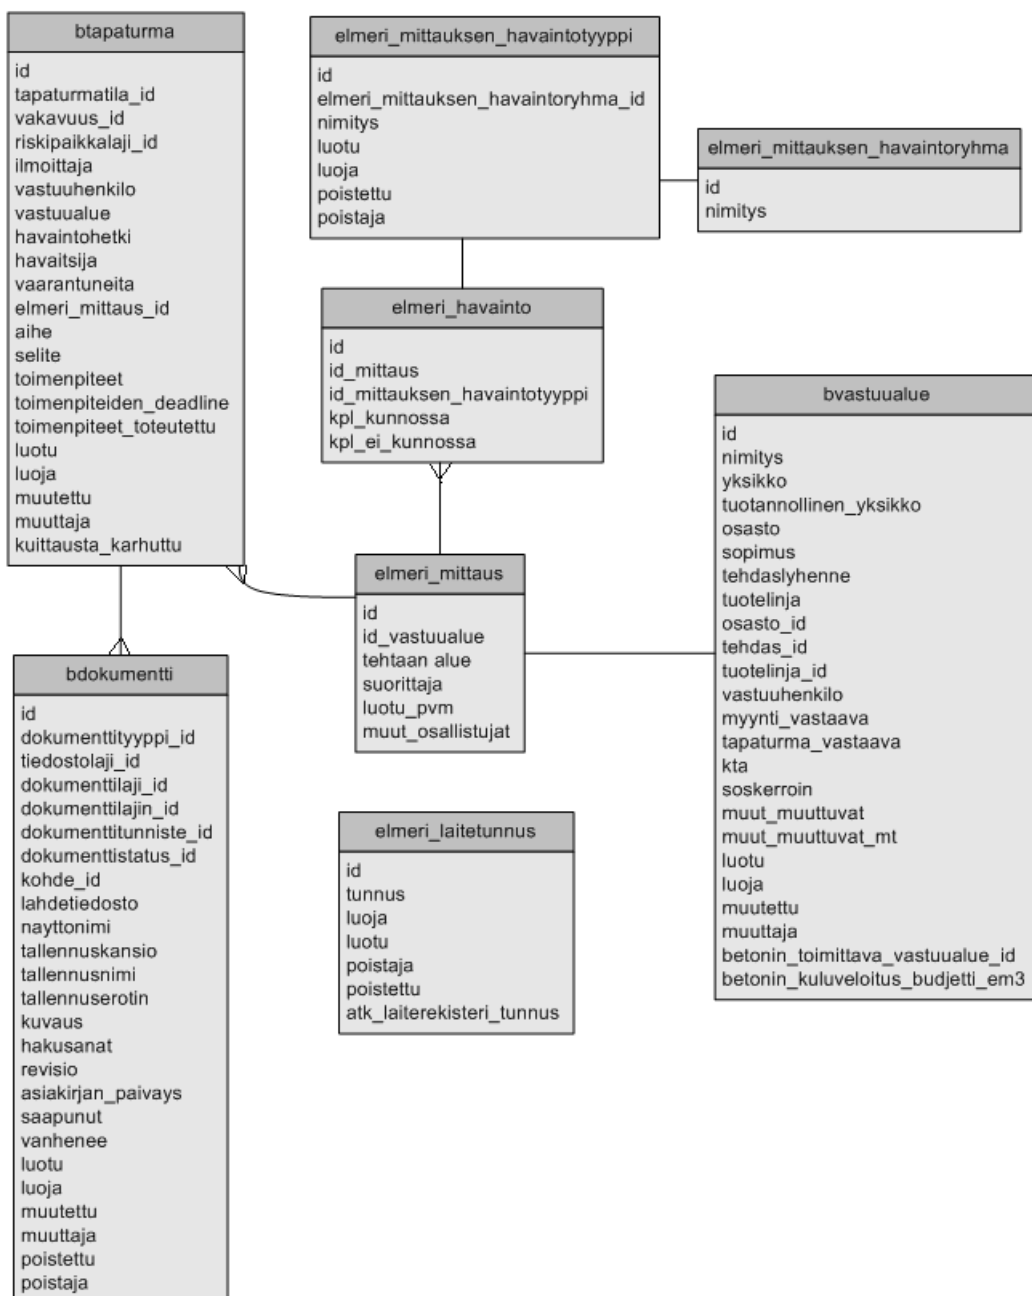 btapaturma
id
tapaturmatila_id
vakavuus_id
riskipaikkalaji_id
ilmoittaja
vastuuhenkilo
vastuualue
havaintohetki
havaitsija
vaarantuneita
elmeri_mittaus_id
aihe
selite
toimenpiteet
toimenpiteiden_deadline
toimenpiteet_toteutettu
luotu
luoja
muutettu
muuttaja
kuittausta_karhuttu
elmeri_mittauksen_havaintotyyppi
id
elmeri_mittauksen_havaintoryhma_id
nimitys
luotu
luoja
poistettu
poistaja
elmeri_mittauksen_havaintoryhma
id
nimitys
elmeri_havainto
id
id_mittaus
id_mittauksen_havaintotyyppi
kpl_kunnossa
kpl_ei_kunnossa
bvastuualue
id
nimitys
yksikko
tuotannollinen_yksikko
osasto
sopimus
tehdaslyhenne
tuotelinja
osasto_id
tehdas_id
tuotelinja_id
vastuuhenkilo
myynti_vastaava
tapaturma_vastaava
kta
soskerroin
muut_muuttuvat
muut_muuttuvat_mt
luotu
luoja
muutettu
muuttaja
betonin_toimittava_vastuualue_id
betonin_kuluveloitus_budjetti_em3
elmeri_mittaus
id
id_vastuualue
tehtaan alue
suorittaja
luotu_pvm
muut_osallistujat
bdokumentti
id
dokumenttityyppi_id
tiedostolaji_id
dokumenttilaji_id
dokumenttilajin_id
dokumenttitunniste_id
dokumenttistatus_id
kohde_id
lahdetiedosto
nayttonimi
tallennuskansio
tallennusnimi
tallennuserotin
kuvaus
hakusanat
revisio
asiakirjan_paivays
saapunut
vanhenee
luotu
luoja
muutettu
muuttaja
poistettu
poistaja
elmeri_laitetunnus
id
tunnus
luoja
luotu
poistaja
poistettu
atk_laiterekisteri_tunnus